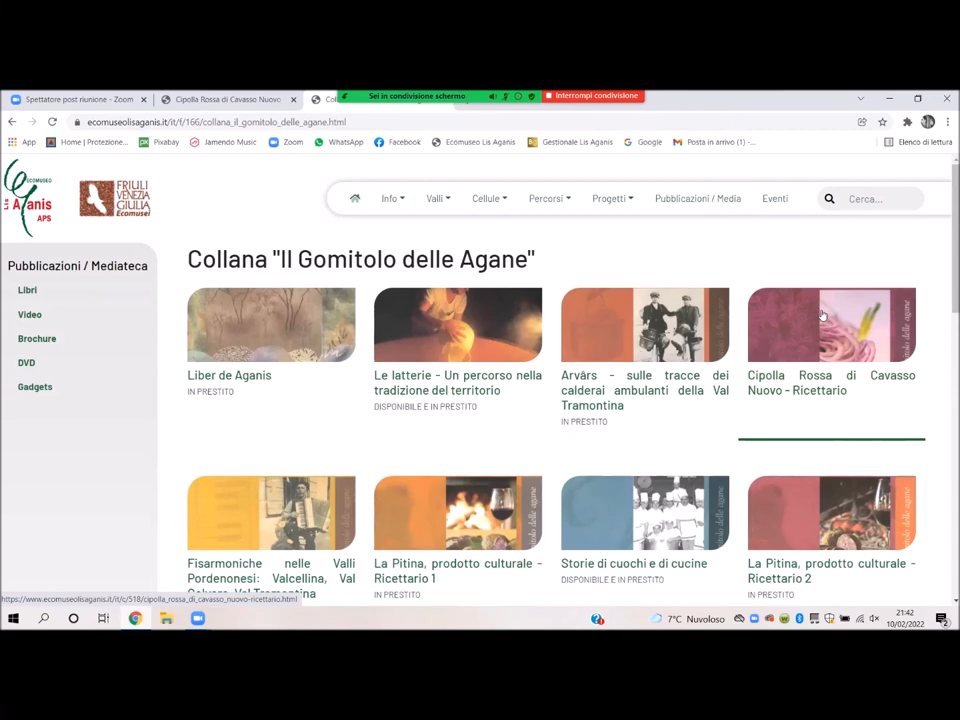 Spettatore post riunione - Zoom
Cipolla Rossa di Cavasso Nuovo
Sei in condivisione schermo
Interrompi condivisione
ecomuseolisaganis.it/it/f/166/collana_il_gomitolo_delle_agane.html
App
Home | Protezione...
Pixabay
Jamendo Music
Zoom
WhatsApp
Facebook
Ecomuseo Lis Aganis
Gestionale Lis Aganis
Google
Posta in arrivo (1) -...
Elenco di lettura
ECOMUSEO
Lis Aganis
APS
FRIULI
VENEZIA
GIULIA
Ecomusei
Info
Valli
Cellule
Percorsi
Progetti
Pubblicazioni / Media
Eventi
Cerca...
Pubblicazioni / Mediateca
Libri
Video
Brochure
DVD
Gadgets
Collana "Il Gomitolo delle Agane"
Liber de Aganis
IN PRESTITO
Le latterie - Un percorso nella
tradizione del territorio
DISPONIBILE E IN PRESTITO
Arvârs - sulle tracce dei
calderai ambulanti della Val
Tramontina
IN PRESTITO
Cipolla Rossa di Cavasso
Nuovo - Ricettario
Fisarmoniche nelle Valli
Pordenonesi: Valcellina, Val
La Pitina, prodotto culturale -
Ricettario 1
IN PRESTITO
Storie di cuochi e di cucine
DISPONIBILE E IN PRESTITO
La Pitina, prodotto culturale -
Ricettario 2
IN PRESTITO
https://www.ecomuseolisaganis.it/it/c/518/cipolla_rossa_di_cavasso_nuovo-ricettario.html
7°C Nuvoloso
21:42
10/02/2022